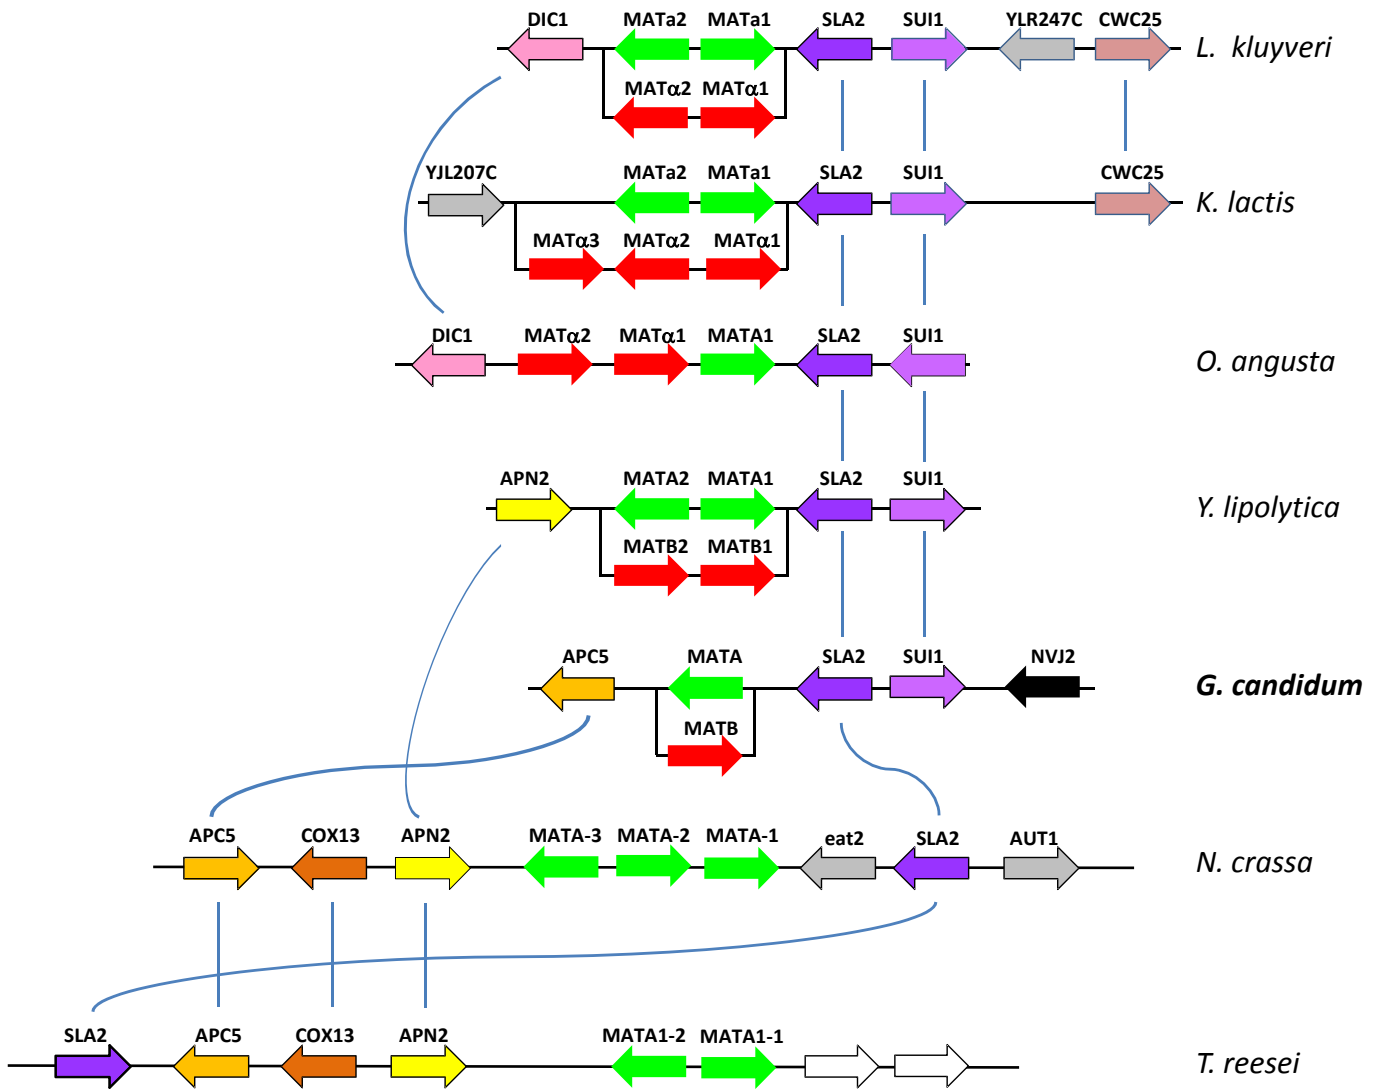 DIC1 MATa2 MATa1 SLA2 SUI1 YLR247C CWC25
L. kluyveri
MATα2 MATα1
YJL207C MATa2 MATa1 SLA2 SUI1 CWC25
K. lactis
MATα3 MATα2 MATα1
DIC1 MATα2 MATα1 MATA1 SLA2 SUI1
O. angusta
APN2 MATA2 MATA1 SLA2 SUI1
Y. lipolytica
MATB2 MATB1
APC5 MATA SLA2 SUI1 NVJ2
G. candidum
MATB
APC5 COX13 APN2 MATA-3 MATA-2 MATA-1 eat2 SLA2 AUT1
N. crassa
SLA2 APC5 COX13 APN2 MATA1-2 MATA1-1
T. reesei